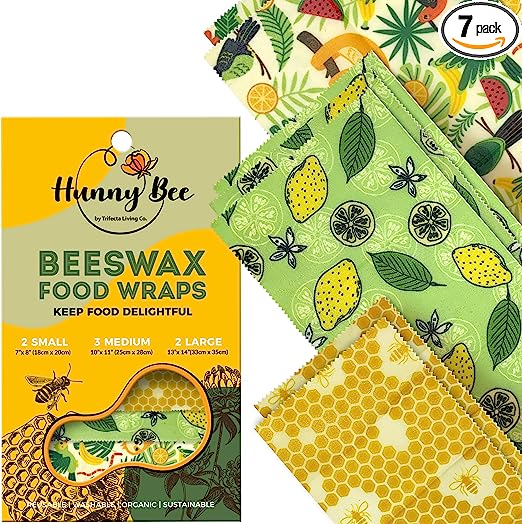 7
pack
Hunny Bee
by Trifecta Living Co.
BEESWAX
FOOD WRAPS
KEEP FOOD DELIGHTFUL
2 SMALL 3 MEDIUM 2 LARGE
7"x 8" (18cm x 20cm) 10"x 11" (25cm x 28cm) 13"x 14"(33cm x 35cm)
REUSABLE | WASHABLE | ORGANIC | SUSTAINABLE